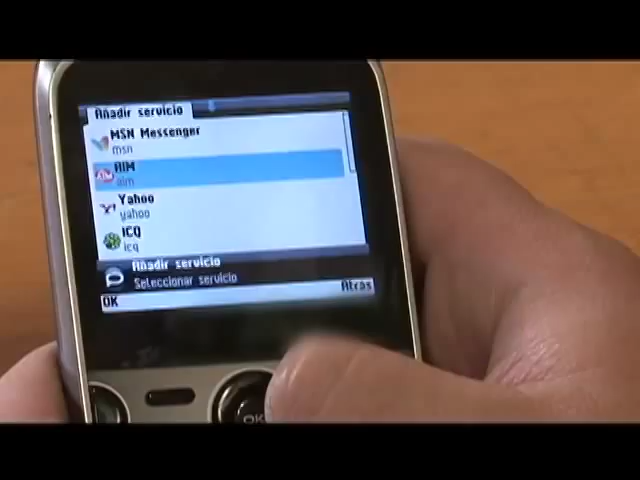 Añadir servicio
MSN Messenger
msn
AIM
aim
Yahoo
yahoo
ICQ
icq
Añadir servicio
Seleccionar servicio
OK Atrás
OK